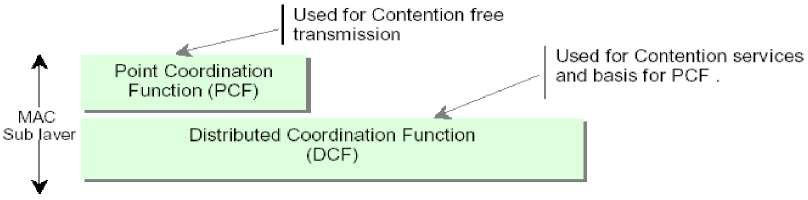 Used for Contention free
transmission
Used for Contention services
and basis for PCF .
Point Coordination
Function (PCF)
MAC
Sub laver
Distributed Coordination Function
(DCF)